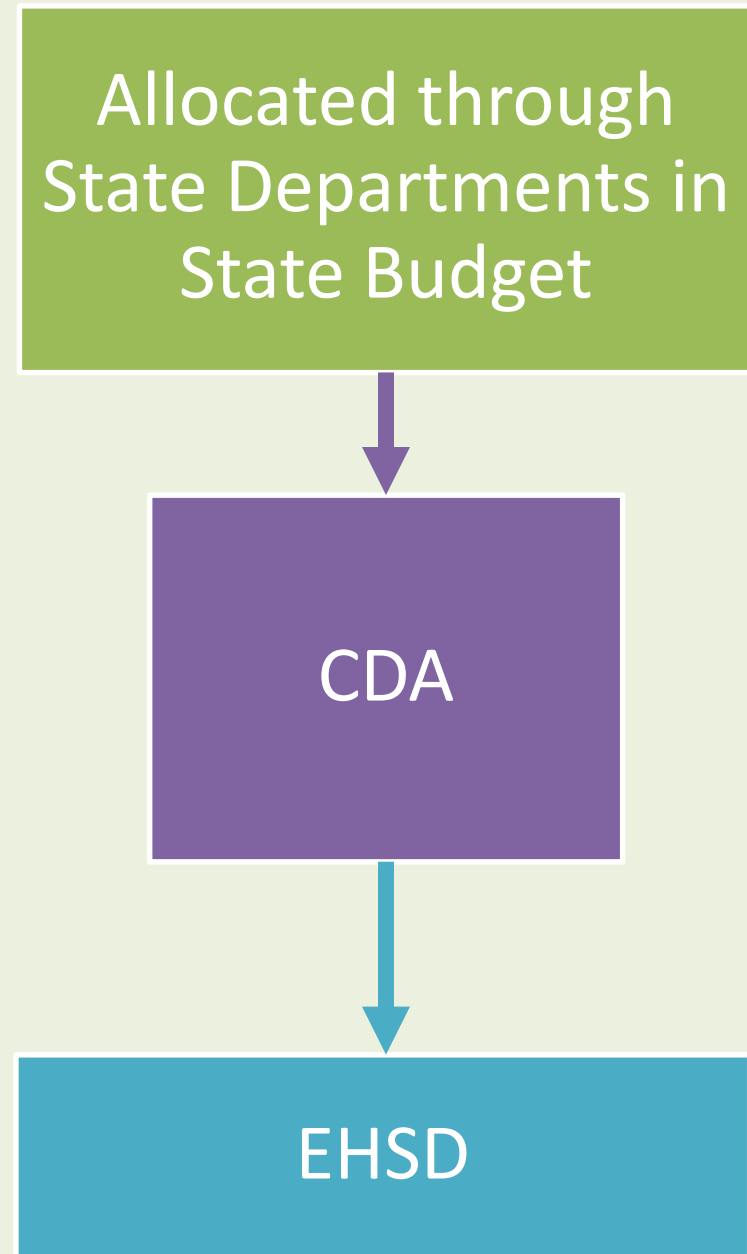 Allocated through
State Departments in
State Budget
CDA
EHSD